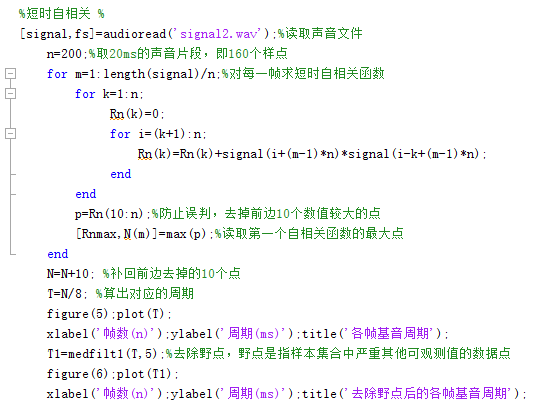 %短时自相关 %
[signal,fs]=audioread('signal2.wav');%读取声音文件
n=200;%取20ms的声音片段，即160个样点
for m=1:length(signal)/n;%对每一帧求短时自相关函数
for k=1:n;
Rn(k)=0;
for i=(k+1):n;
Rn(k)=Rn(k)+signal(i+(m-1)*n)*signal(i-k+(m-1)*n);
end
end
p=Rn(10:n);%防止误判，去掉前边10个数值较大的点
[Rnmax,N(m)]=max(p);%读取第一个自相关函数的最大点
end
N=N+10; %补回前边去掉的10个点
T=N/8; %算出对应的周期
figure(5);plot(T);
xlabel('帧数(n)');ylabel('周期(ms)');title('各帧基音周期');
T1=medfilt1(T,5);%去除野点，野点是指样本集合中严重其他可观测值的数据点
figure(6);plot(T1);
xlabel('帧数(n)');ylabel('周期(ms)');title('去除野点后的各帧基音周期');